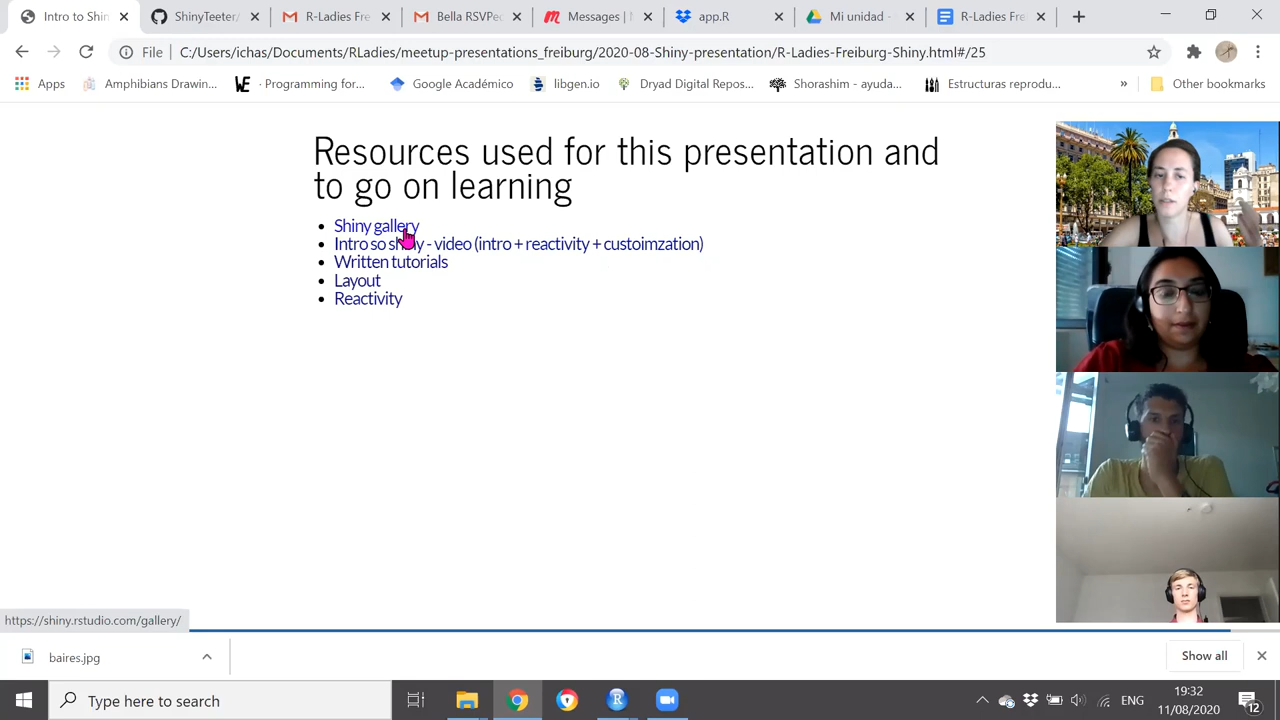 Intro to Shin
ShinyTeeter/
R-Ladies Fre
Bella RSVPec
Messages | M
app.R
Mi unidad -
R-Ladies Fre
File
C:/Users/ichas/Documents/RLadies/meetup-presentations_freiburg/2020-08-Shiny-presentation/R-Ladies-Freiburg-Shiny.html#/25
Apps
Amphibians Drawin...
WE
· Programming for...
Google Académico
libgen.io
Dryad Digital Repos...
Shorashim - ayuda...
Estructuras reprodu...
»
Other bookmarks
Resources used for this presentation and
to go on learning
• Shiny gallery
• Intro so shiny - video (intro + reactivity + custoimzation)
• Written tutorials
• Layout
• Reactivity
https://shiny.rstudio.com/gallery/
baires.jpg
Show all
Type here to search
ENG
19:32
11/08/2020
12